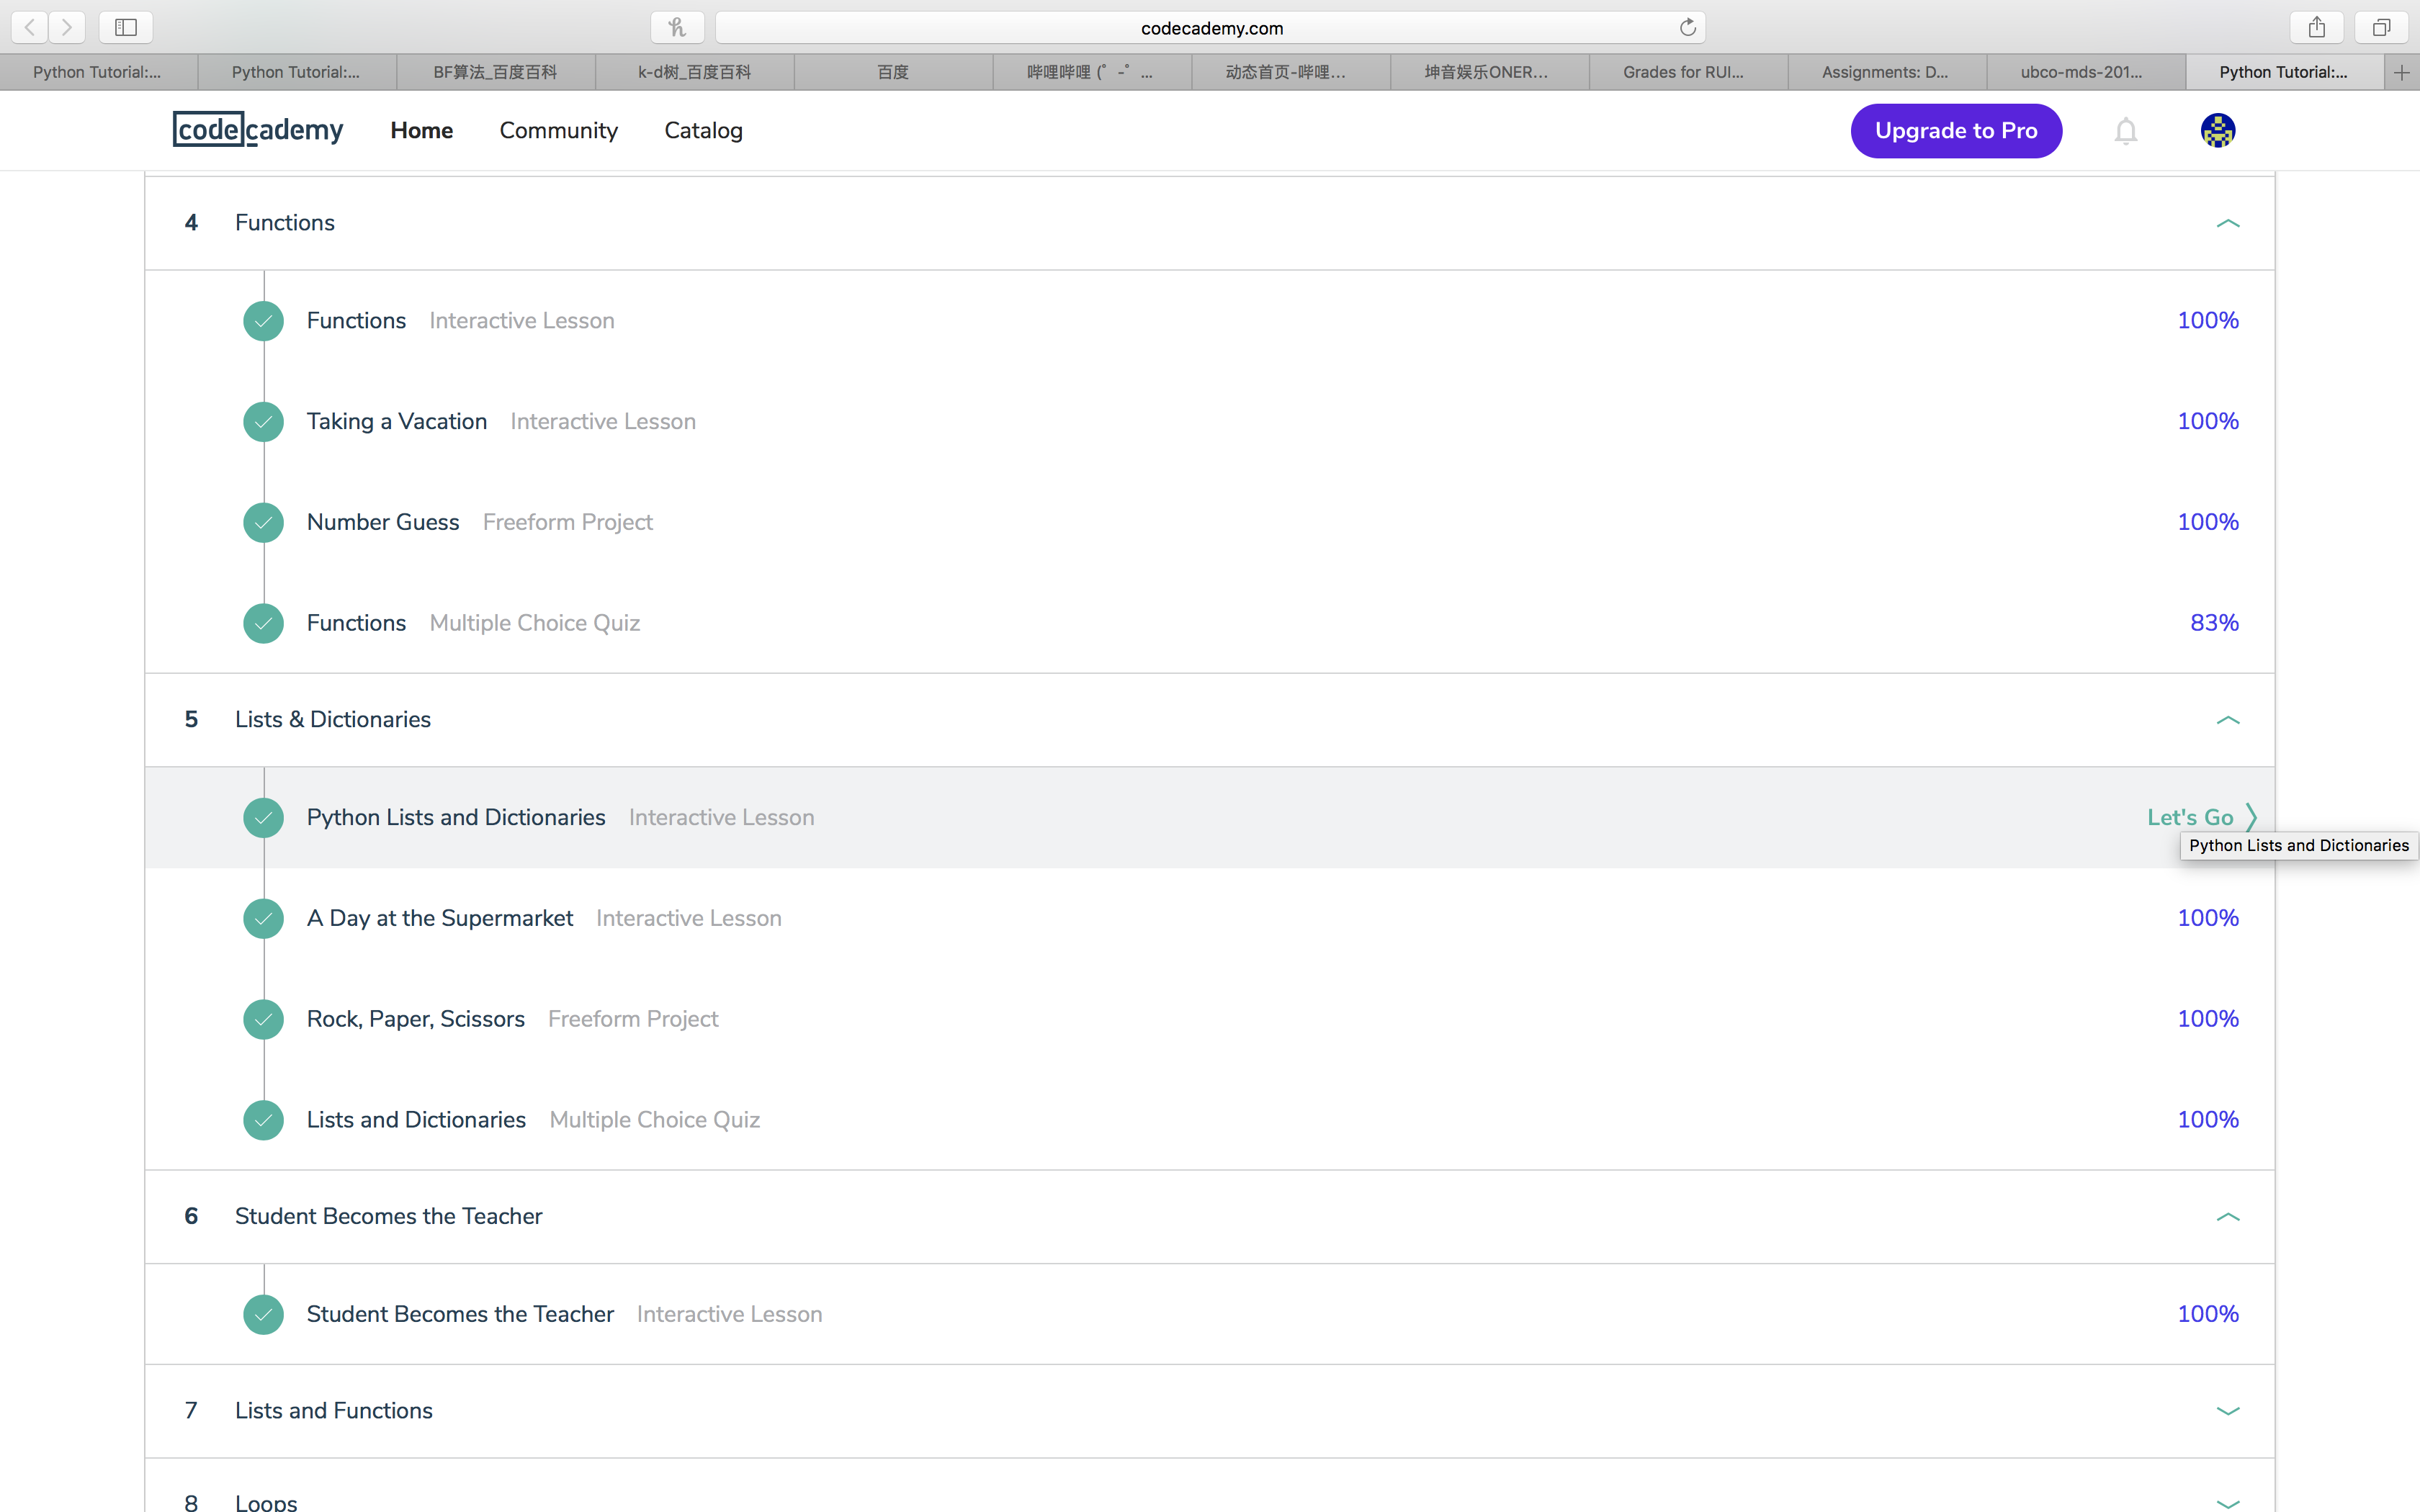 codecademy.com
Python Tutorial:...
Python Tutorial:...
BF算法_百度百科
k-d树_百度百科
百度
哔哩哔哩 (゜-゜...
动态首页-哔哩...
坤音娱乐ONER...
Grades for RUI...
Assignments: D...
ubco-mds-201...
Python Tutorial:...
codecademy
Home
Community
Catalog
Upgrade to Pro
4 Functions
Functions Interactive Lesson 100%
Taking a Vacation Interactive Lesson 100%
Number Guess Freeform Project 100%
Functions Multiple Choice Quiz 83%
5 Lists & Dictionaries
Python Lists and Dictionaries Interactive Lesson Let's Go
Python Lists and Dictionaries
A Day at the Supermarket Interactive Lesson 100%
Rock, Paper, Scissors Freeform Project 100%
Lists and Dictionaries Multiple Choice Quiz 100%
6 Student Becomes the Teacher
Student Becomes the Teacher Interactive Lesson 100%
7 Lists and Functions
8 Loops